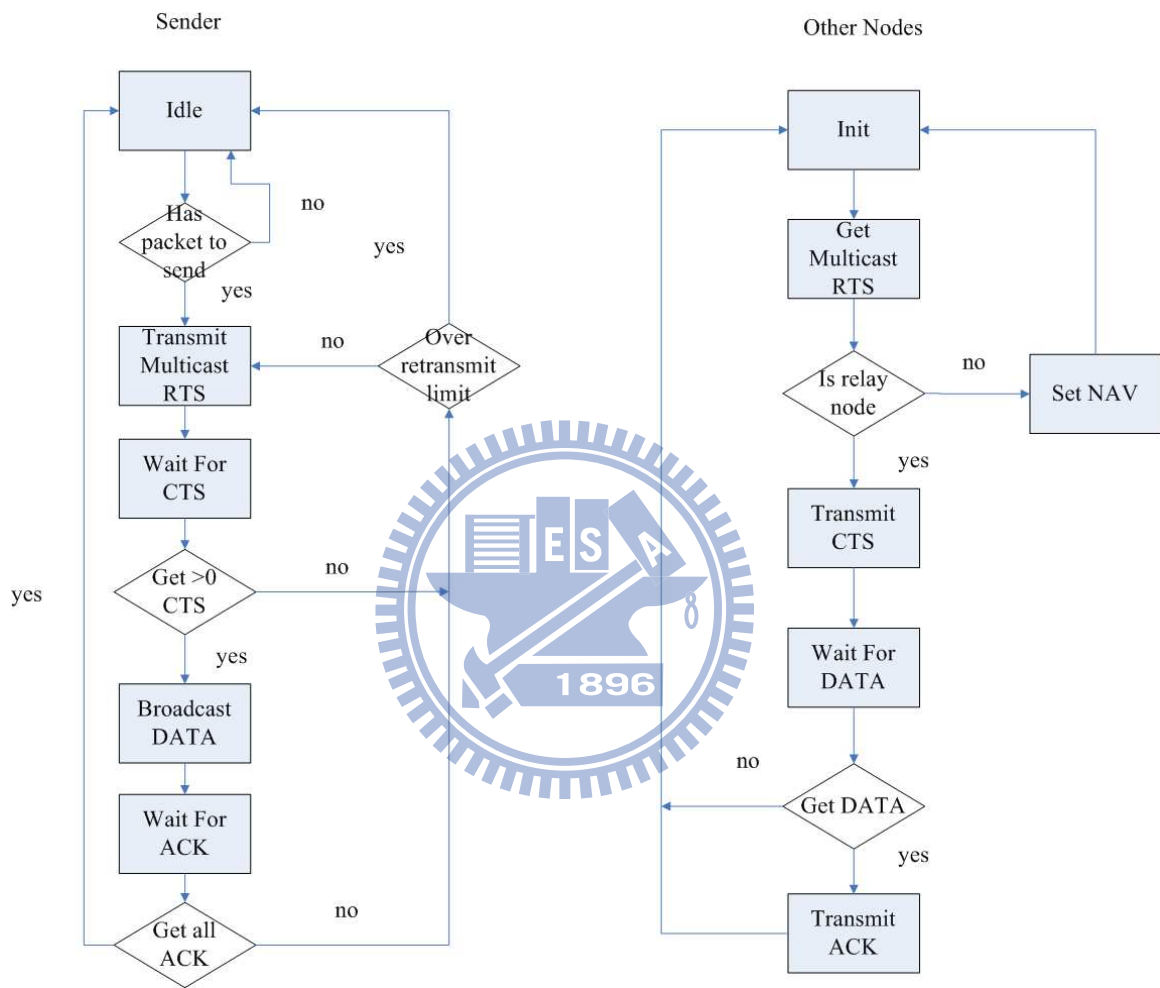 Sender
Idle
no
Has
packet to
send
yes
yes
Transmit
Multicast
RTS
no
Over
retransmit
limit
Wait For
CTS
Get >0
CTS
no
yes
yes
Broadcast
DATA
Wait For
ACK
Get all
ACK
no
Other Nodes
Init
Get
Multicast
RTS
Is relay
node
no
Set NAV
yes
Transmit
CTS
Wait For
DATA
no
Get DATA
yes
Transmit
ACK
E S A
8
1896